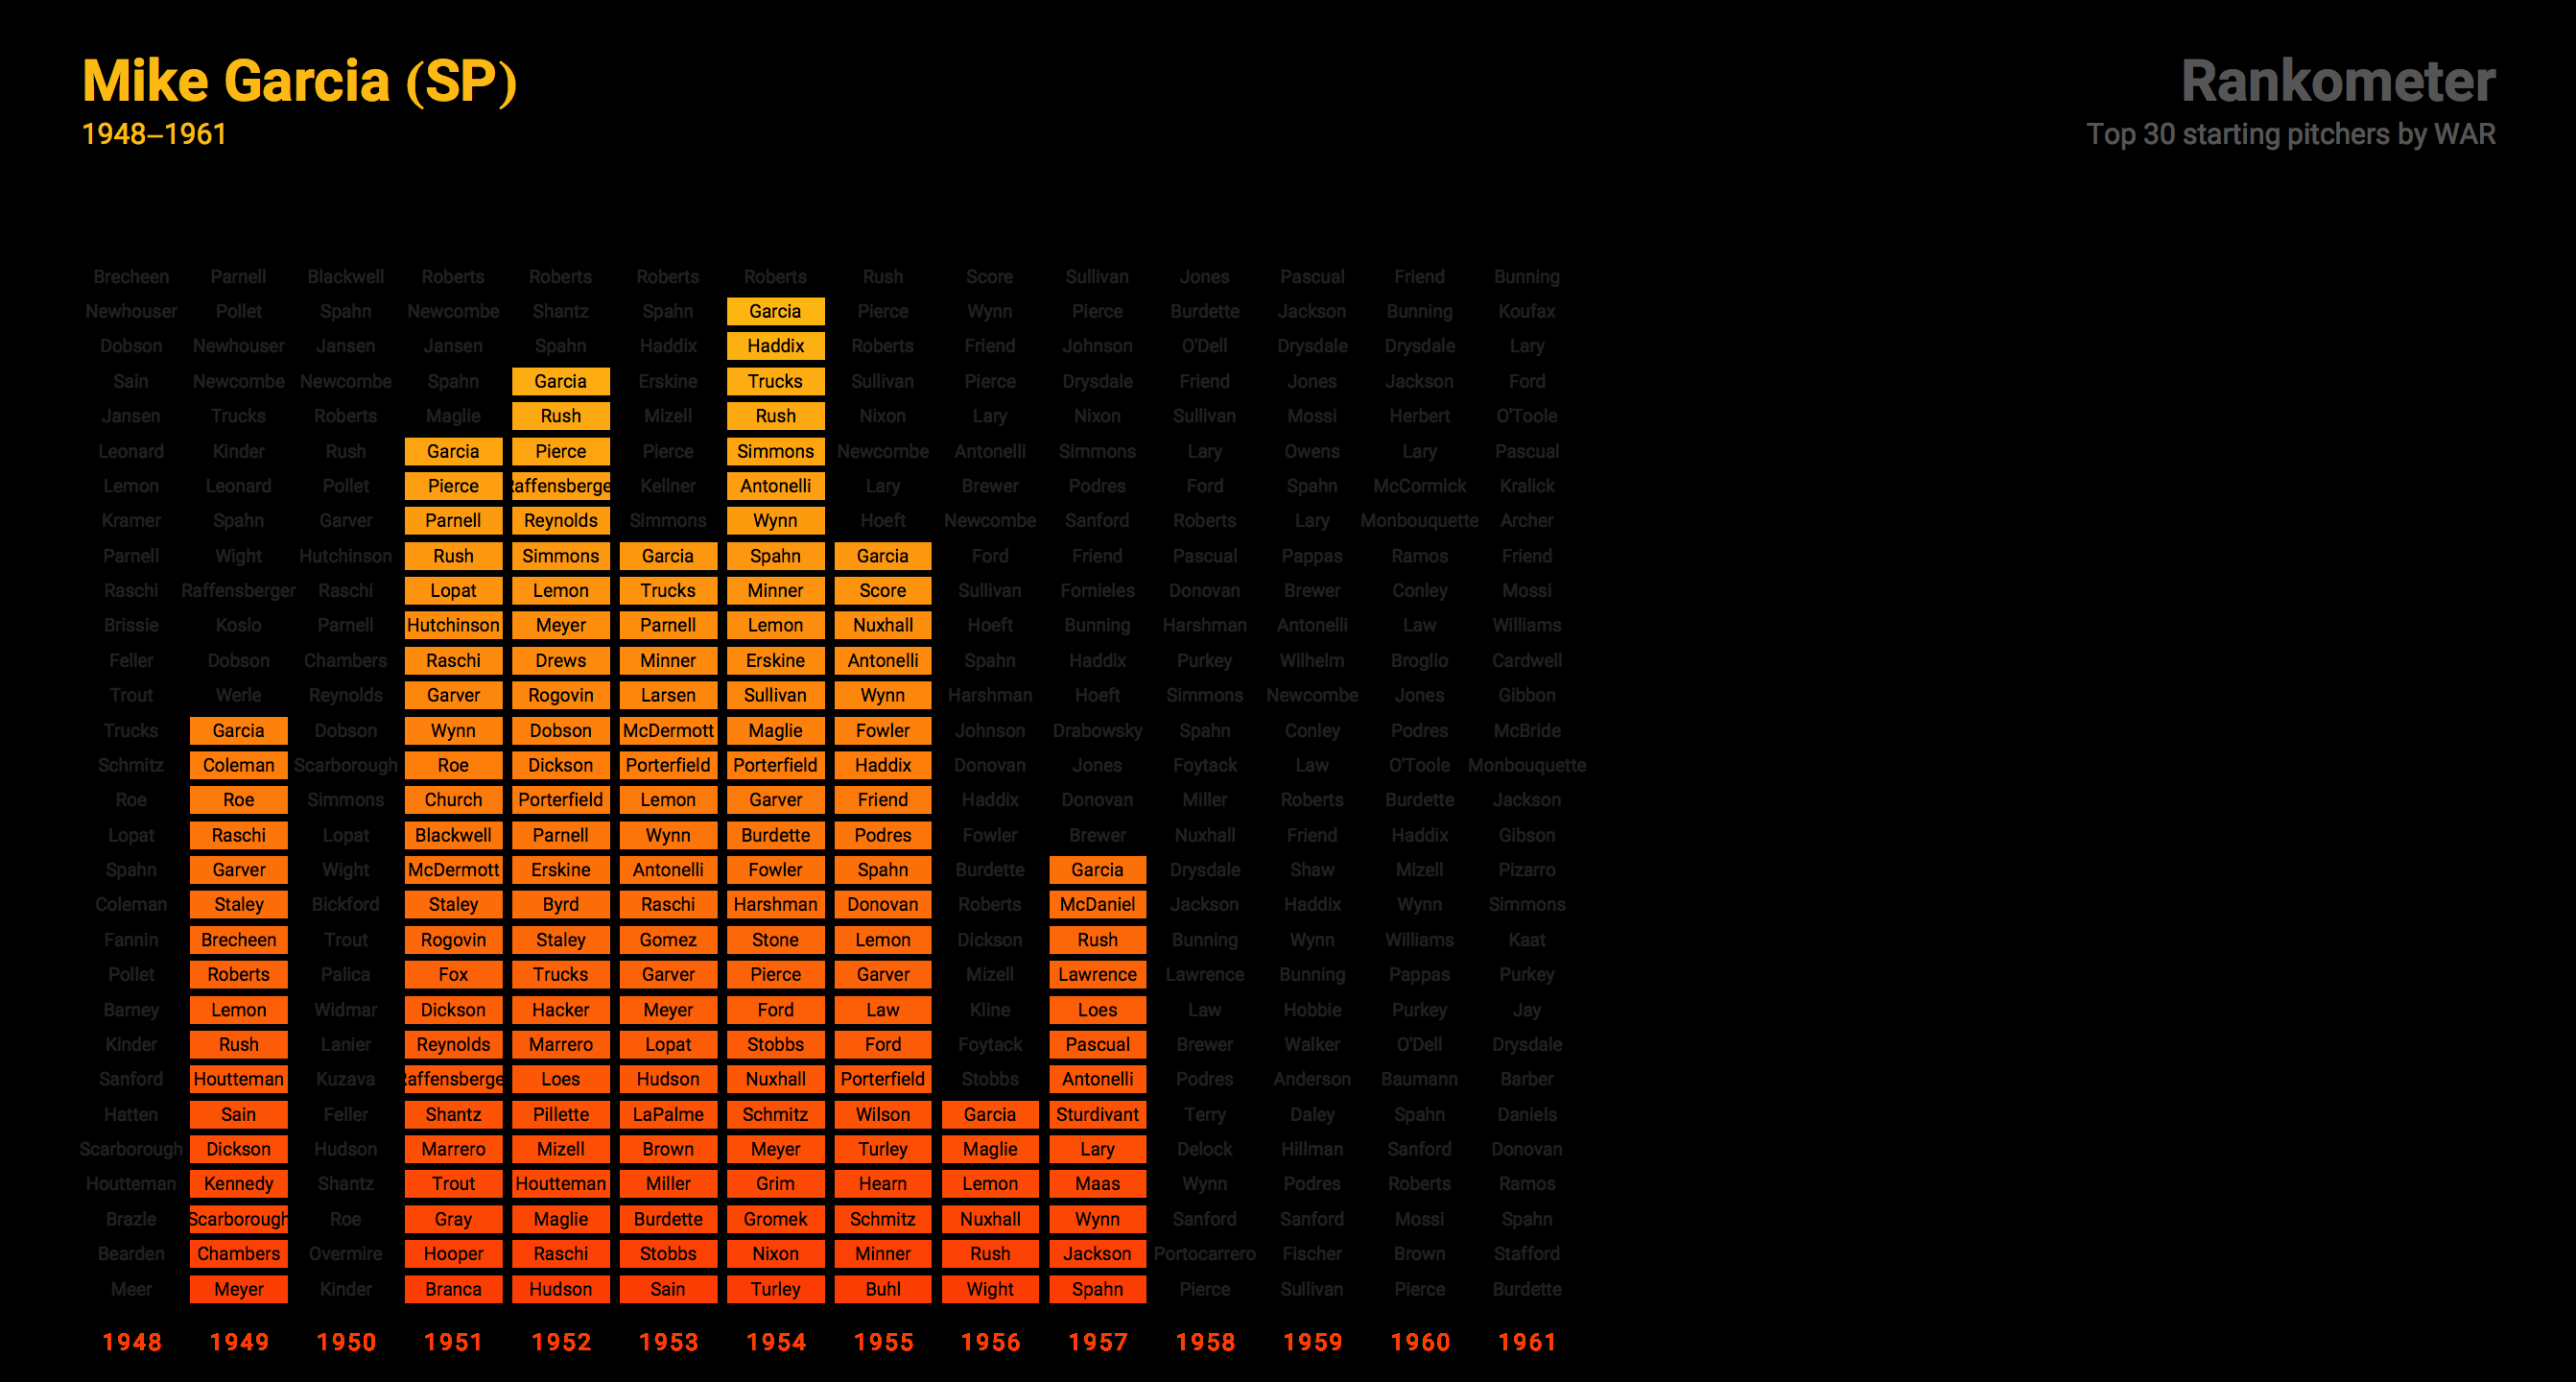 Mike Garcia (SP)
1948–1961
Rankometer
Top 30 starting pitchers by WAR
Brecheen Parnell Blackwell Roberts Roberts Roberts Roberts Rush Score Sullivan Jones Pascual Friend Bunning
Newhouser Pollet Spahn Newcombe Shantz Spahn Garcia Pierce Wynn Pierce Burdette Jackson Bunning Koufax
Dobson Newhouser Jansen Jansen Spahn Haddix Haddix Roberts Friend Johnson O'Dell Drysdale Drysdale Lary
Sain Newcombe Newcombe Spahn Garcia Erskine Trucks Sullivan Pierce Drysdale Friend Jones Jackson Ford
Jansen Trucks Roberts Maglie Rush Mizell Rush Nixon Lary Nixon Sullivan Mossi Herbert O'Toole
Leonard Kinder Rush Garcia Pierce Pierce Simmons Newcombe Antonelli Simmons Lary Owens Lary Pascual
Lemon Leonard Pollet Pierce Raffensberge Kellner Antonelli Lary Brewer Podres Ford Spahn McCormick Kralick
Kramer Spahn Garver Parnell Reynolds Simmons Wynn Hoeft Newcombe Sanford Roberts Lary Monbouquette Archer
Parnell Wight Hutchinson Rush Simmons Garcia Spahn Garcia Ford Friend Pascual Pappas Ramos Friend
Raschi Raffensberger Raschi Lopat Lemon Trucks Minner Score Sullivan Fornieles Donovan Brewer Conley Mossi
Brissie Koslo Parnell Hutchinson Meyer Parnell Lemon Nuxhall Hoeft Bunning Harshman Antonelli Law Williams
Feller Dobson Chambers Raschi Drews Minner Erskine Antonelli Spahn Haddix Purkey Wilhelm Broglio Cardwell
Trout Werle Reynolds Garver Rogovin Larsen Sullivan Wynn Harshman Hoeft Simmons Newcombe Jones Gibbon
Trucks Garcia Dobson Wynn Dobson McDermott Maglie Fowler Johnson Drabowsky Spahn Conley Podres McBride
Schmitz Coleman Scarborough Roe Dickson Porterfield Porterfield Haddix Donovan Jones Foytack Law O'Toole Monbouquette
Roe Roe Simmons Church Porterfield Lemon Garver Friend Haddix Donovan Miller Roberts Burdette Jackson
Lopat Raschi Lopat Blackwell Parnell Wynn Burdette Podres Fowler Brewer Nuxhall Friend Haddix Gibson
Spahn Garver Wight McDermott Erskine Antonelli Fowler Spahn Burdette Garcia Drysdale Shaw Mizell Pizarro
Coleman Staley Bickford Staley Byrd Raschi Harshman Donovan Roberts McDaniel Jackson Haddix Wynn Simmons
Fannin Brecheen Trout Rogovin Staley Gomez Stone Lemon Dickson Rush Bunning Wynn Williams Kaat
Pollet Roberts Palica Fox Trucks Garver Pierce Garver Mizell Lawrence Lawrence Bunning Pappas Purkey
Barney Lemon Widmar Dickson Hacker Meyer Ford Law Kline Loes Law Hobbie Purkey Jay
Kinder Rush Lanier Reynolds Marrero Lopat Stobbs Ford Foytack Pascual Brewer Walker O'Dell Drysdale
Sanford Houtteman Kuzava Raffensberge Loes Hudson Nuxhall Porterfield Stobbs Antonelli Podres Anderson Baumann Barber
Hatten Sain Feller Shantz Pillette LaPalme Schmitz Wilson Garcia Sturdivant Terry Daley Spahn Daniels
Scarborough Dickson Hudson Marrero Mizell Brown Meyer Turley Maglie Lary Delock Hillman Sanford Donovan
Houtteman Kennedy Shantz Trout Houtteman Miller Grim Hearn Lemon Maas Wynn Podres Roberts Ramos
Brazle Scarborough Roe Gray Maglie Burdette Gromek Schmitz Nuxhall Wynn Sanford Sanford Mossi Spahn
Bearden Chambers Overmire Hooper Raschi Stobbs Nixon Minner Rush Jackson Portocarrero Fischer Brown Stafford
Meer Meyer Kinder Branca Hudson Sain Turley Buhl Wight Spahn Pierce Sullivan Pierce Burdette
1948 1949 1950 1951 1952 1953 1954 1955 1956 1957 1958 1959 1960 1961